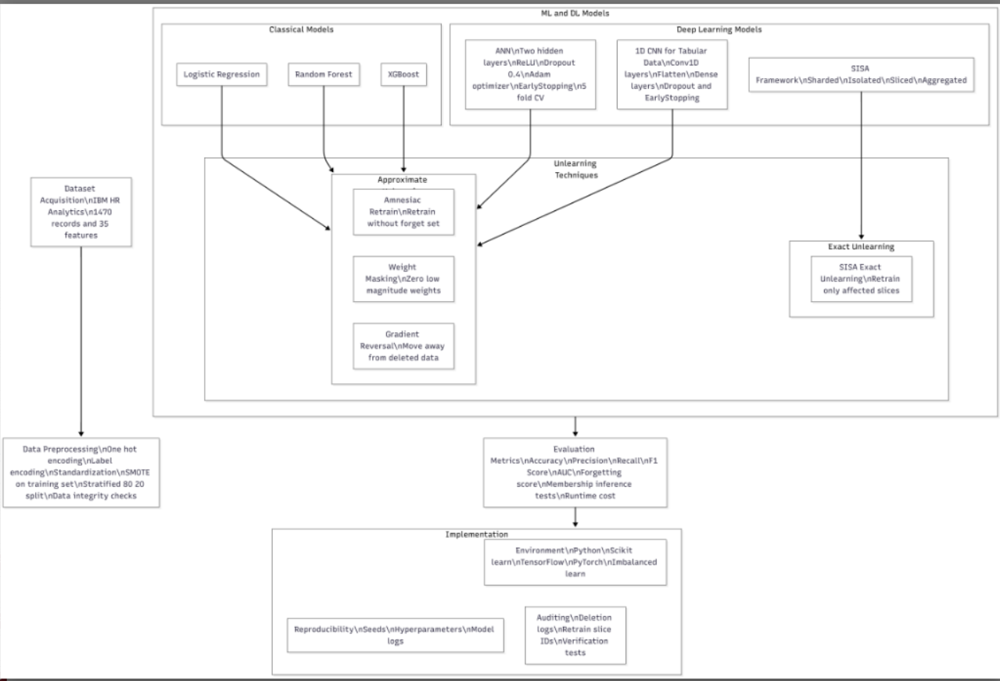 ML and DL Models
Classical Models
Deep Learning Models
Logistic Regression
Random Forest
XGBoost
ANN\nTwo hidden
layers\nReLU\nDropout
0.4\nAdam
optimizer\nEarlyStopping\n5
fold CV
1D CNN for Tabular
Data\nConv1D
layers\nFlatten\nDense
layers\nDropout and
EarlyStopping
SISA
Framework\nSharded\nIsolated\nSliced\nAggregated
Unlearning
Techniques
Dataset
Acquisition\nIBM HR
Analytics\n1470
records and 35
features
Approximate
Amnesiac
Retrain\nRetrain
without forget set
Weight
Masking\nZero low
magnitude weights
Gradient
Reversal\nMove away
from deleted data
Exact Unlearning
SISA Exact
Unlearning\nRetrain
only affected slices
Data Preprocessing\nOne hot
encoding\nLabel
encoding\nStandardization\nSMOTE
on training set\nStratified 80 20
split\nData integrity checks
Evaluation
Metrics\nAccuracy\nPrecision\nRecall\nF1
Score\nAUC\nForgetting
score\nMembership inference
tests\nRuntime cost
Implementation
Environment\nPython\nScikit
learn\nTensorFlow\nPyTorch\nImbalanced
learn
Reproducibility\nSeeds\nHyperparameters\nModel
logs
Auditing\nDeletion
logs\nRetrain slice
IDs\nVerification
tests